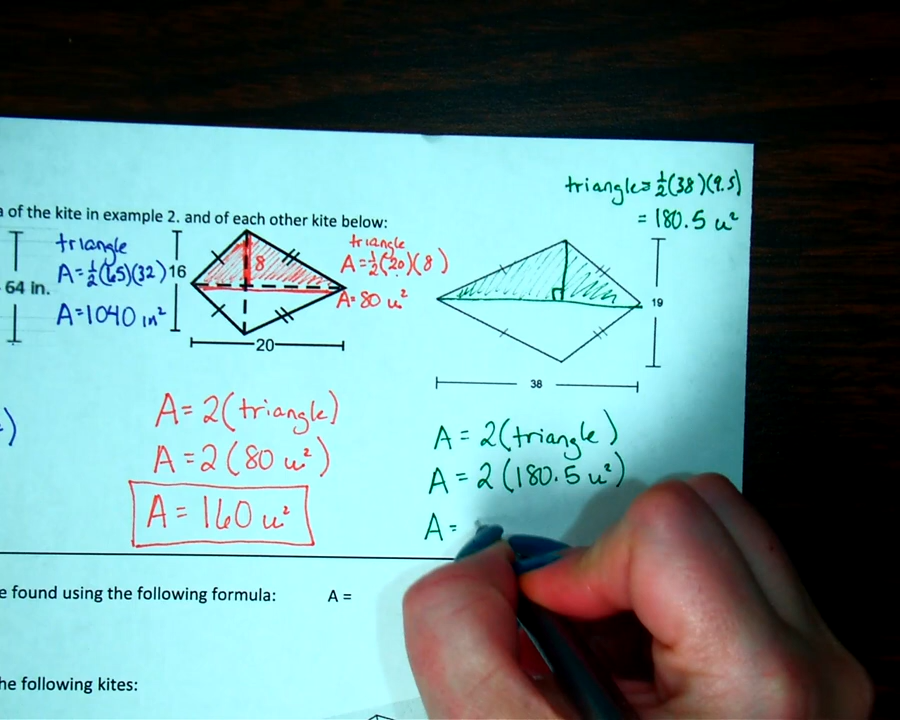 triangle = ½(38)(9.5)
= 180.5 u²
of the kite in example 2. and of each other kite below:
triangle
A=½(65)(32)
A=1040 in²
64 in.
16
8
20
triangle
A=½(20)(8)
A=80 u²
19
38
A = 2(triangle)
A = 2(80 u²)
A = 160 u²
A = 2(triangle)
A = 2(180.5 u²)
A =
)
e found using the following formula: A =
he following kites: